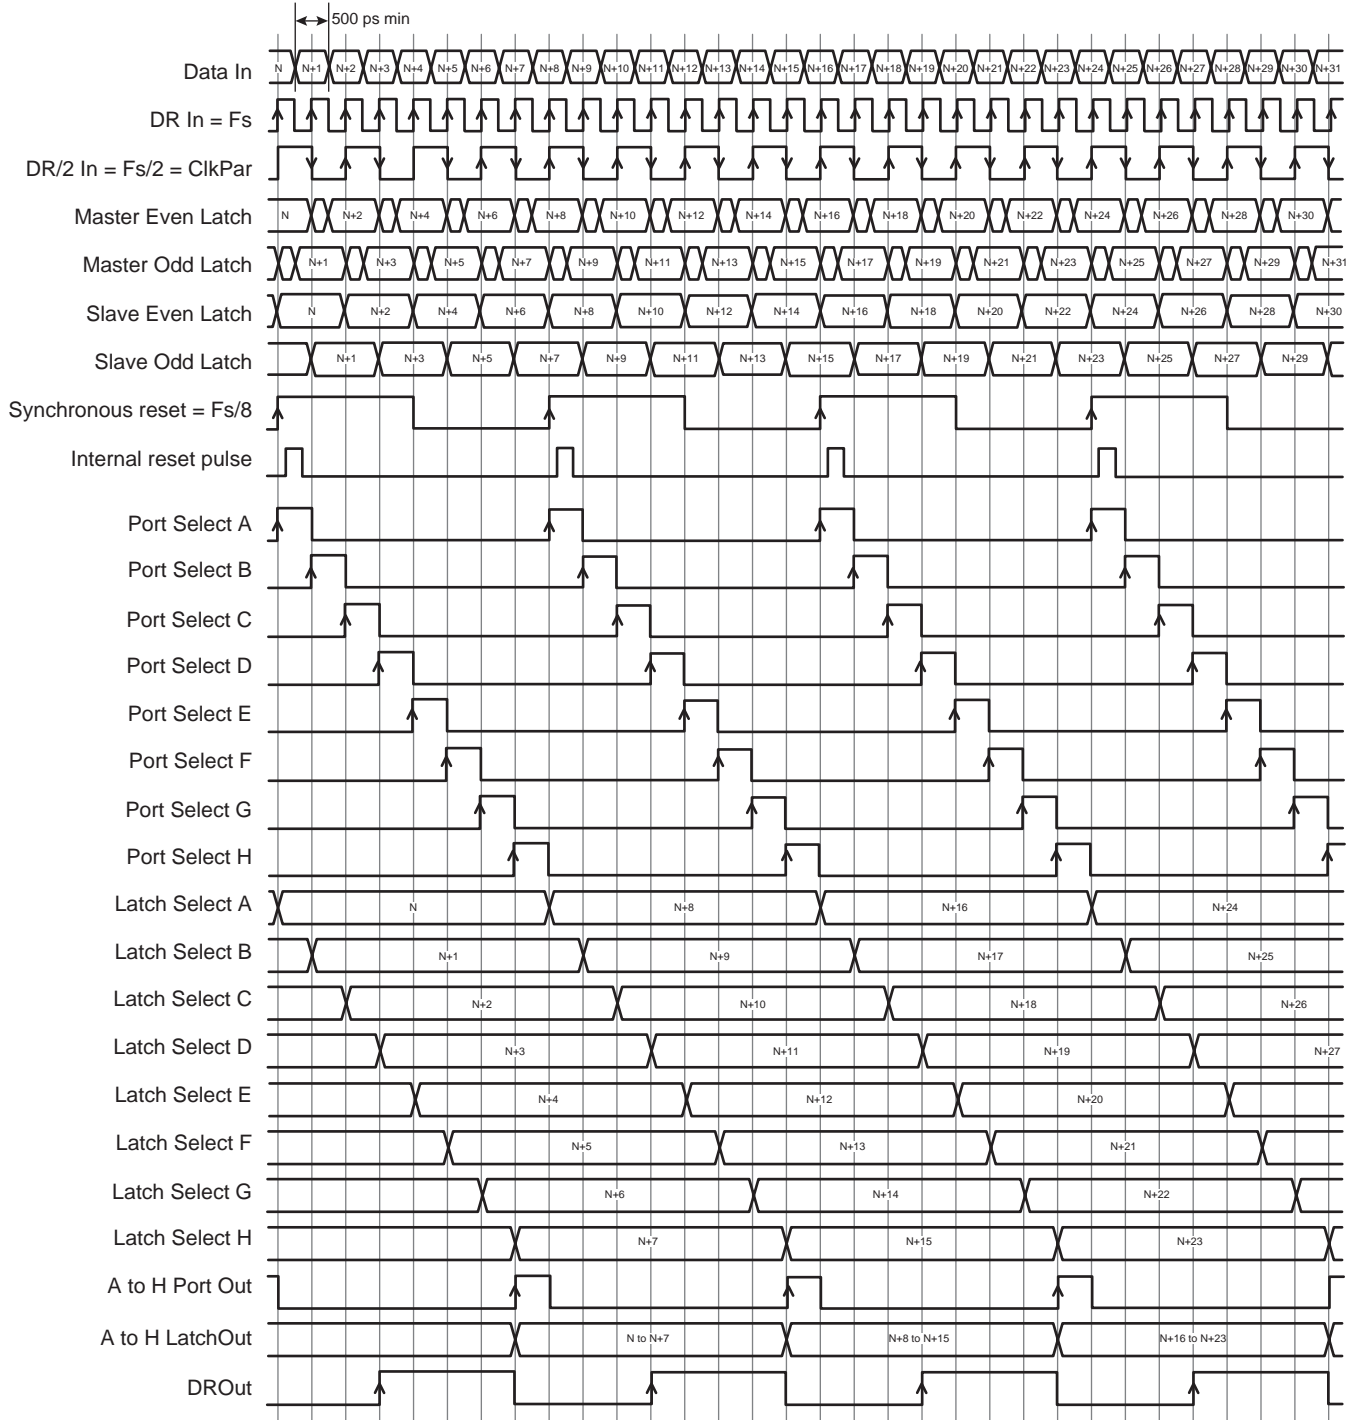 500 ps min
Data In N N+1 N+2 N+3 N+4 N+5 N+6 N+7 N+8 N+9 N+10 N+11 N+12 N+13 N+14 N+15 N+16 N+17 N+18 N+19 N+20 N+21 N+22 N+23 N+24 N+25 N+26 N+27 N+28 N+29 N+30 N+31
DR In = Fs
DR/2 In = Fs/2 = ClkPar
Master Even Latch N N+2 N+4 N+6 N+8 N+10 N+12 N+14 N+16 N+18 N+20 N+22 N+24 N+26 N+28 N+30
Master Odd Latch N+1 N+3 N+5 N+7 N+9 N+11 N+13 N+15 N+17 N+19 N+21 N+23 N+25 N+27 N+29 N+31
Slave Even Latch N N+2 N+4 N+6 N+8 N+10 N+12 N+14 N+16 N+18 N+20 N+22 N+24 N+26 N+28 N+30
Slave Odd Latch N+1 N+3 N+5 N+7 N+9 N+11 N+13 N+15 N+17 N+19 N+21 N+23 N+25 N+27 N+29
Synchronous reset = Fs/8
Internal reset pulse
Port Select A
Port Select B
Port Select C
Port Select D
Port Select E
Port Select F
Port Select G
Port Select H
Latch Select A N N+8 N+16 N+24
Latch Select B N+1 N+9 N+17 N+25
Latch Select C N+2 N+10 N+18 N+26
Latch Select D N+3 N+11 N+19 N+27
Latch Select E N+4 N+12 N+20
Latch Select F N+5 N+13 N+21
Latch Select G N+6 N+14 N+22
Latch Select H N+7 N+15 N+23
A to H Port Out
A to H LatchOut N to N+7 N+8 to N+15 N+16 to N+23
DROut